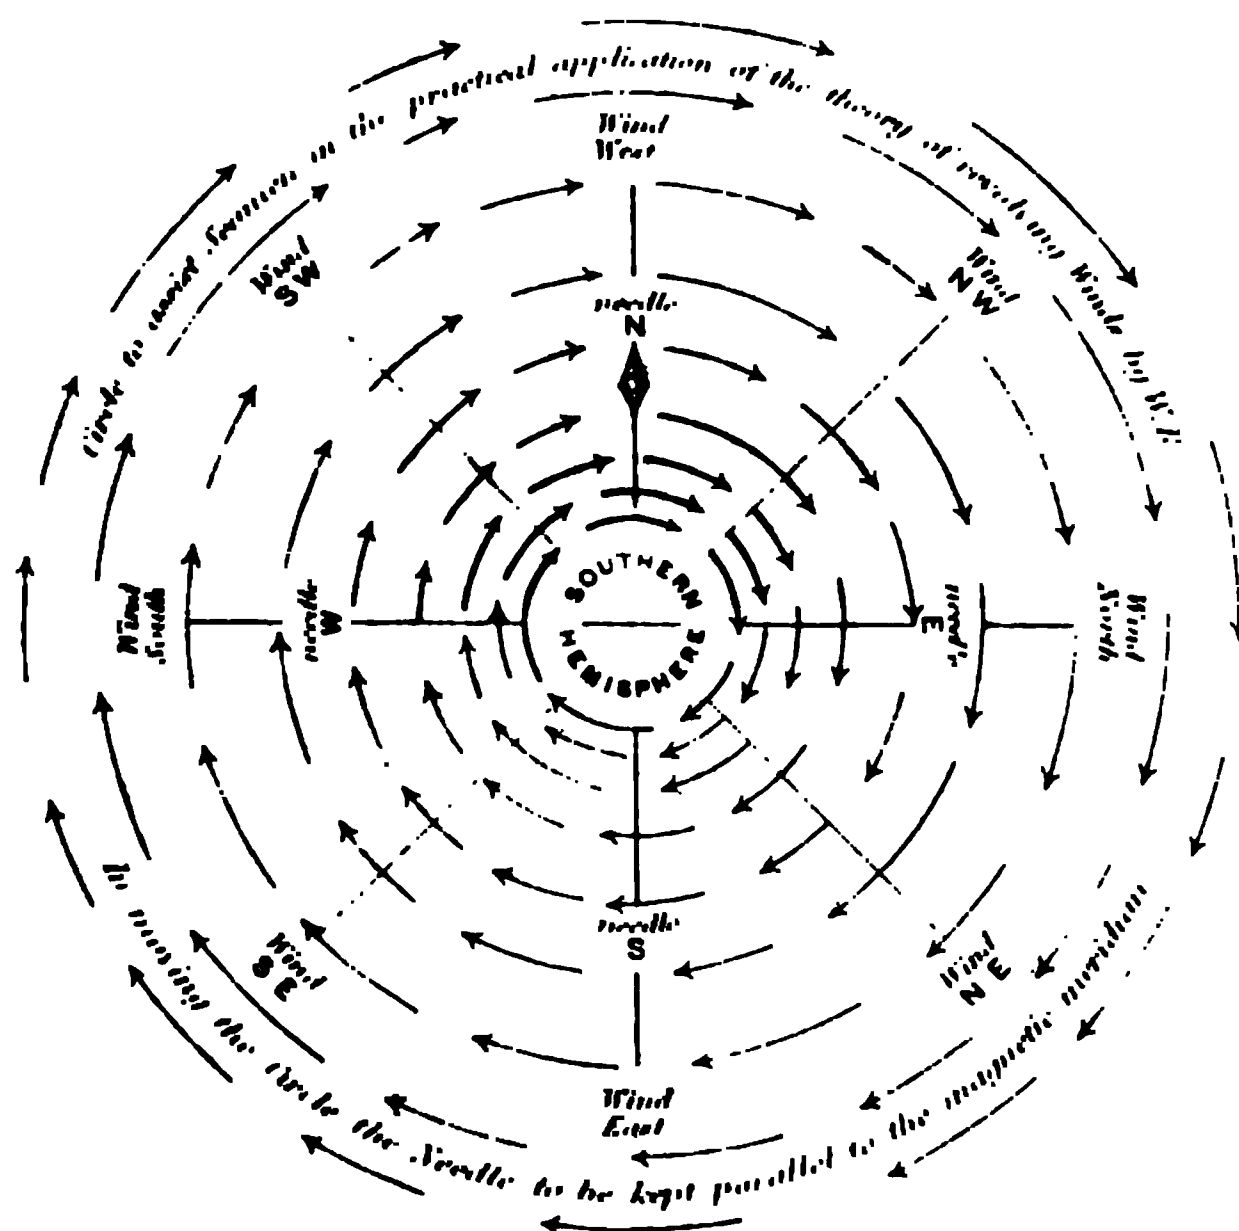 Circle to assist Seamen in the practical application of the theory of revolving Winds by W.R.
Wind
West
Wind
NW
Wind
North
Wind
NE
Wind
East
Wind
SE
Wind
South
Wind
SW
needle
N
needle
E
needle
S
needle
W
SOUTHERN
HEMISPHERE
In moving the Circle the Needle to be kept parallel to the magnetic meridian